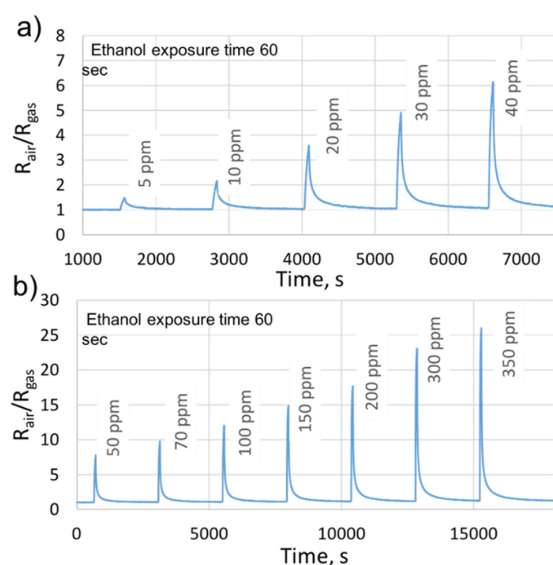 a)
Ethanol exposure time 60
sec
8
7
6
5
4
3
2
1
0
Rair/Rgas
5 ppm
10 ppm
20 ppm
30 ppm
40 ppm
1000 2000 3000 4000 5000 6000 7000
Time, s
b)
Ethanol exposure time 60
sec
30
25
20
15
10
5
0
Rair/Rgas
50 ppm
70 ppm
100 ppm
150 ppm
200 ppm
300 ppm
350 ppm
0 5000 10000 15000
Time, s